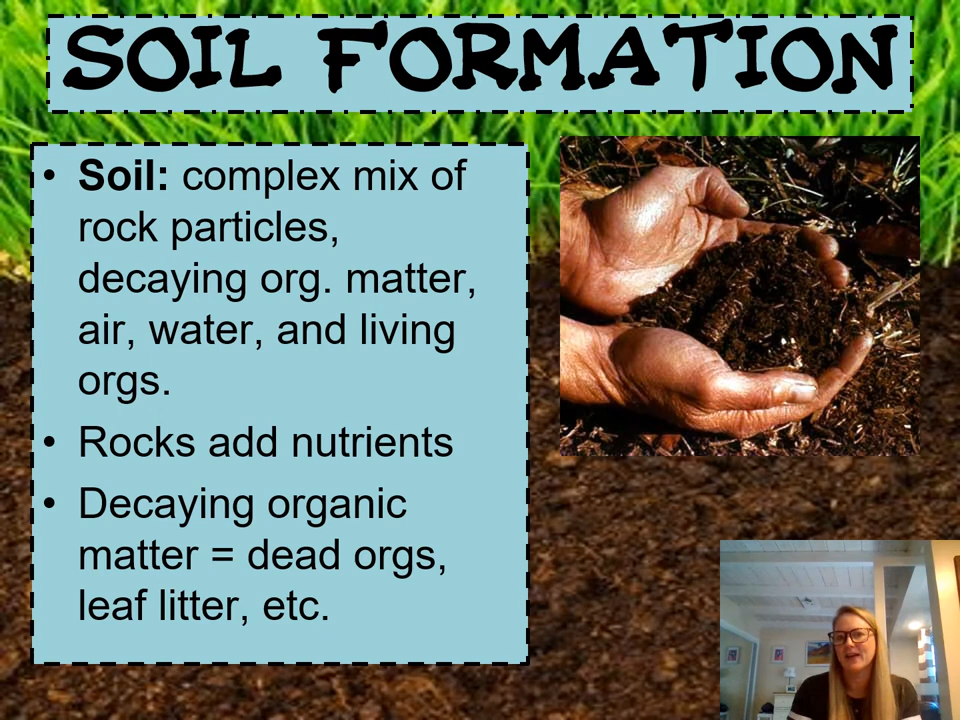 SOIL FORMATION
• Soil: complex mix of
rock particles,
decaying org. matter,
air, water, and living
orgs.
• Rocks add nutrients
• Decaying organic
matter = dead orgs,
leaf litter, etc.